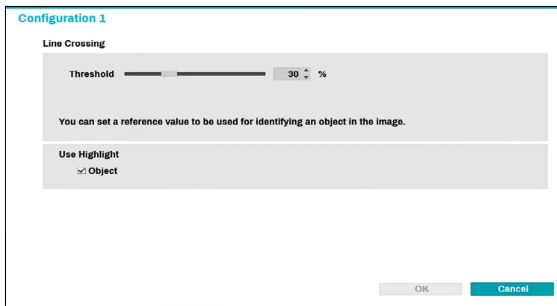 Configuration 1
Line Crossing
Threshold 30 %
You can set a reference value to be used for identifying an object in the image.
Use Highlight
Object
OK Cancel